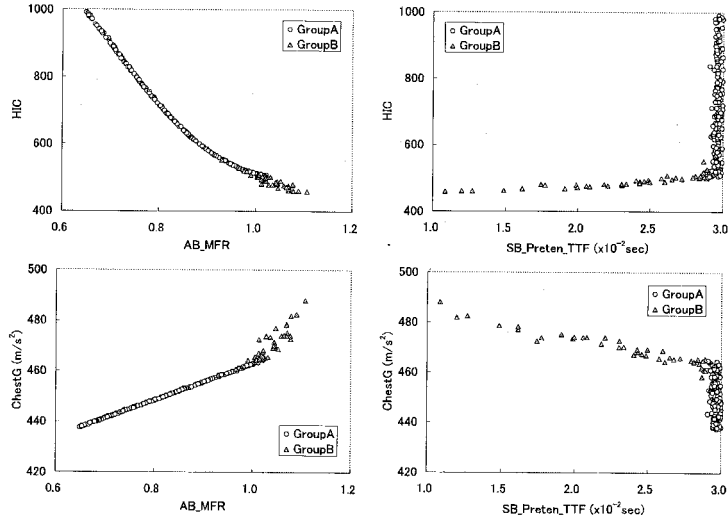 1000
800
600
400
HIC
GroupA
GroupB
0.6
0.8
1.0
1.2
AB_MFR
1000
800
600
400
HIC
GroupA
GroupB
1.0
1.5
2.0
2.5
3.0
SB_Preten_TTF (x10⁻²sec)
500
480
460
440
420
ChestG (m/s²)
GroupA
GroupB
0.6
0.8
1.0
1.2
AB_MFR
500
480
460
440
420
ChestG (m/s²)
GroupA
GroupB
1.0
1.5
2.0
2.5
3.0
SB_Preten_TTF (x10⁻²sec)